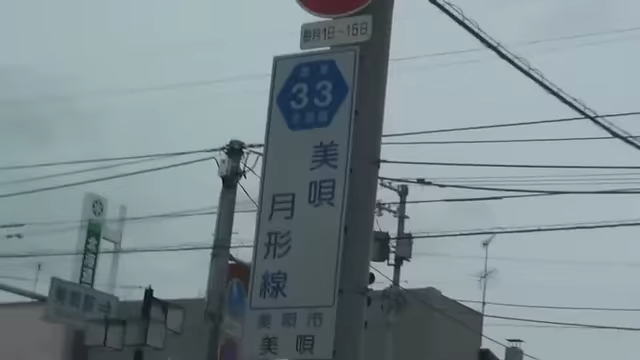 毎月1日〜15日
道道
33
北海道
美唄
月形線
美唄市
美唄